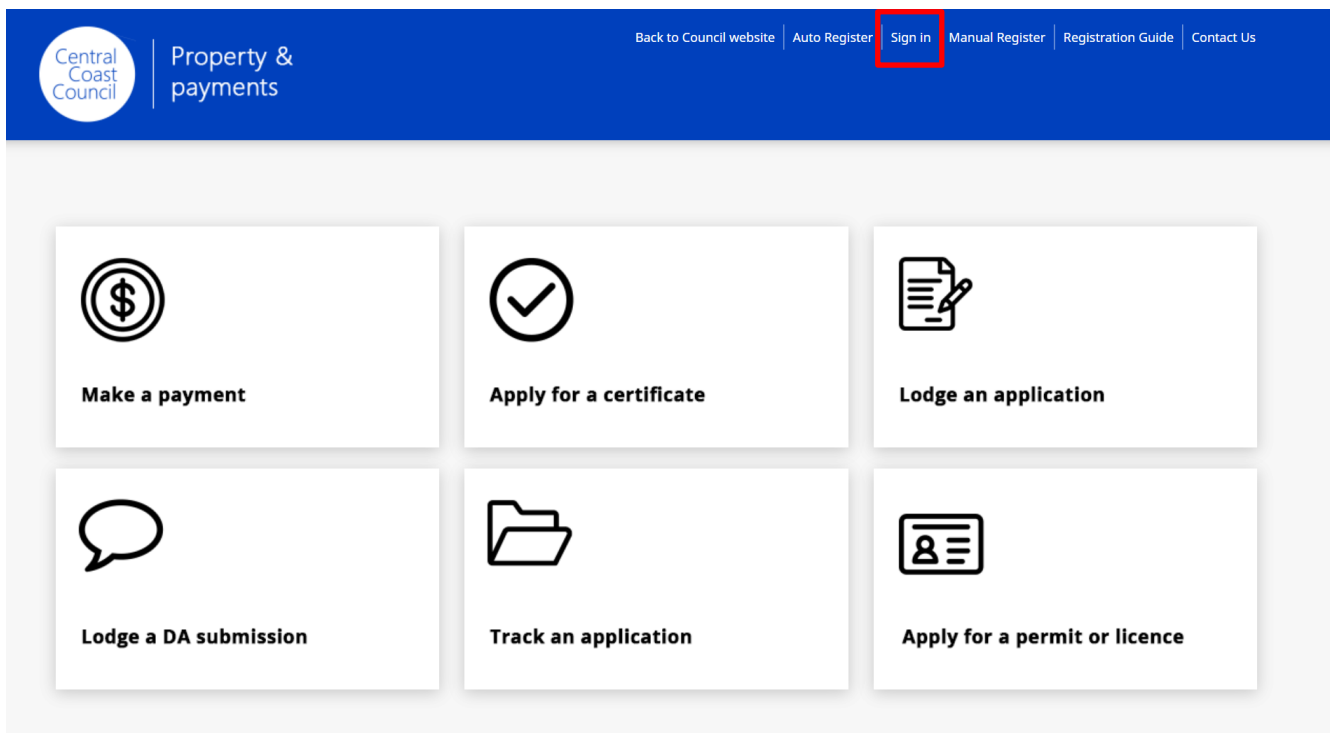 Central
Coast
Council
Property &
payments
Back to Council website Auto Register Sign in Manual Register Registration Guide Contact Us
$
Make a payment
Apply for a certificate
Lodge an application
Lodge a DA submission
Track an application
Apply for a permit or licence